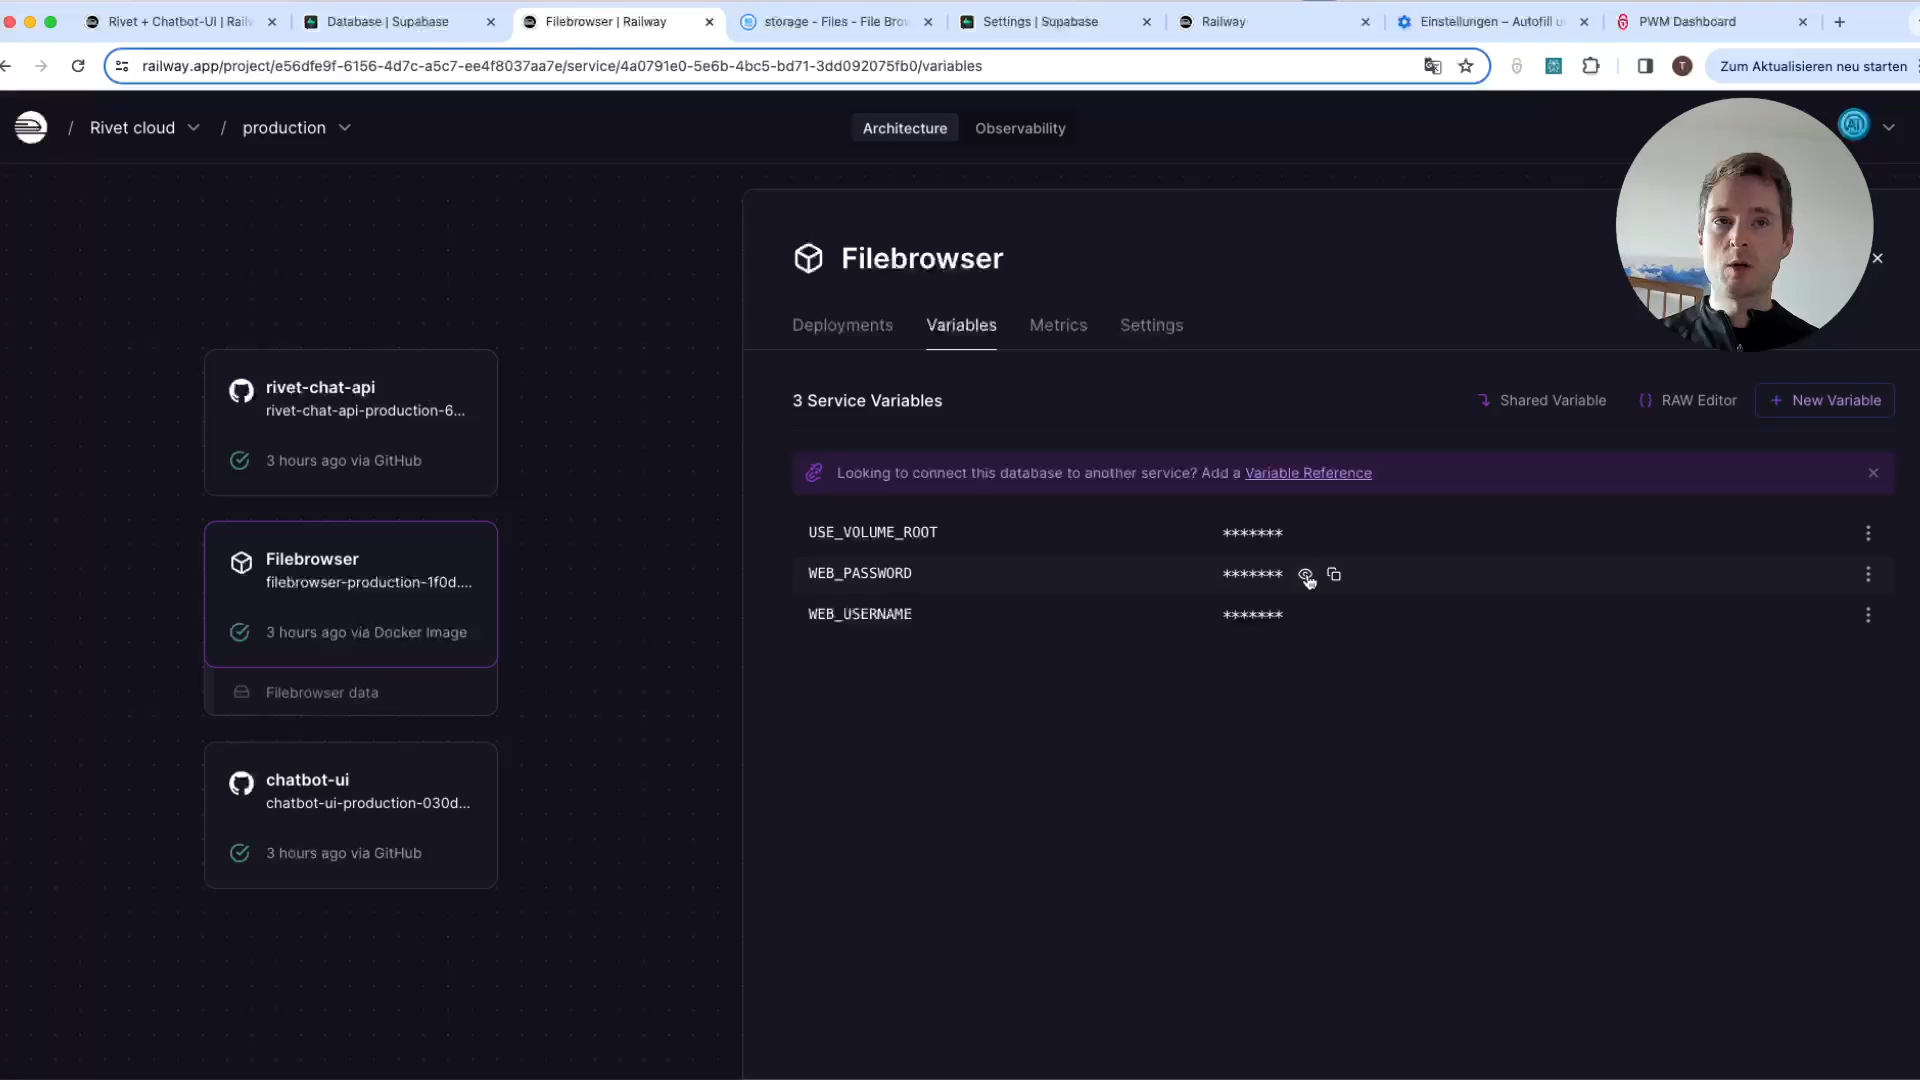 Rivet + Chatbot-UI | Railw
Database | Supabase
Filebrowser | Railway
storage - Files - File Brow
Settings | Supabase
Railway
Einstellungen – Autofill u
PWM Dashboard
railway.app/project/e56dfe9f-6156-4d7c-a5c7-ee4f8037aa7e/service/4a0791e0-5e6b-4bc5-bd71-3dd092075fb0/variables
T
Zum Aktualisieren neu starten
/ Rivet cloud / production
Architecture
Observability
AI
Filebrowser
Deployments
Variables
Metrics
Settings
3 Service Variables
Shared Variable
{} RAW Editor
+ New Variable
Looking to connect this database to another service? Add a Variable Reference
USE_VOLUME_ROOT *******
WEB_PASSWORD *******
WEB_USERNAME *******
rivet-chat-api
rivet-chat-api-production-6...
3 hours ago via GitHub
Filebrowser
filebrowser-production-1f0d....
3 hours ago via Docker Image
Filebrowser data
chatbot-ui
chatbot-ui-production-030d...
3 hours ago via GitHub